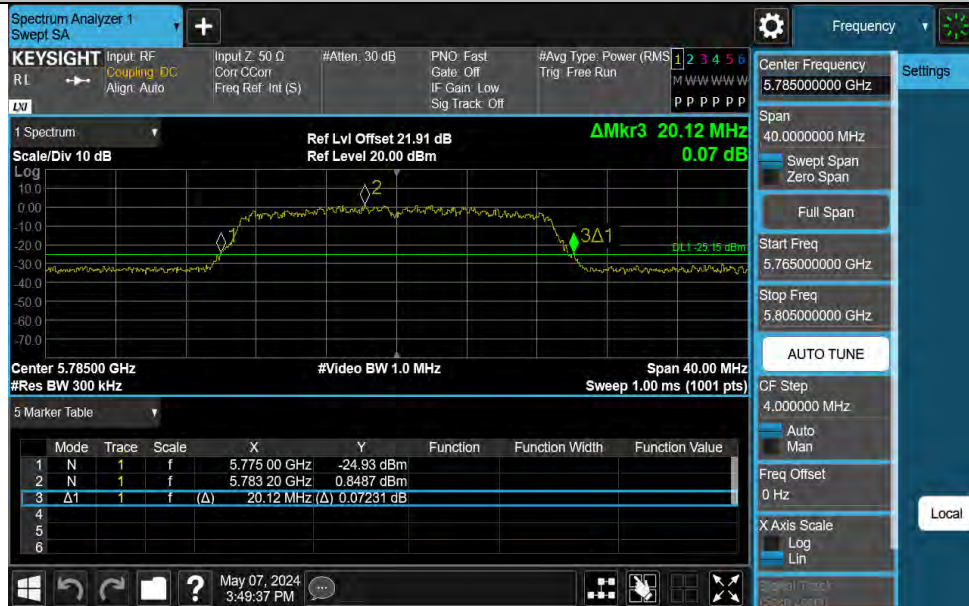 Spectrum Analyzer 1
Swept SA
+
Frequency
KEYSIGHT
RL
LXI
Input: RF
Coupling: DC
Align: Auto
Input Z: 50 Ω
Corr CCorr
Freq Ref: Int (S)
#Atten: 30 dB
PNO: Fast
Gate: Off
IF Gain: Low
Sig Track: Off
#Avg Type: Power (RMS
Trig: Free Run
1 2 3 4 5 6
M W W W W W
P P P P P P
Center Frequency
5.785000000 GHz
Settings
Span
40.0000000 MHz
Swept Span
Zero Span
Full Span
Start Freq
5.765000000 GHz
Stop Freq
5.805000000 GHz
AUTO TUNE
CF Step
4.000000 MHz
Auto
Man
Freq Offset
0 Hz
X Axis Scale
Log
Lin
Signal Track
(Span Zoom)
Local
1 Spectrum
Scale/Div 10 dB
Ref Lvl Offset 21.91 dB
Ref Level 20.00 dBm
ΔMkr3 20.12 MHz
0.07 dB
Log
10.0
0.00
-10.0
-20.0
-30.0
-40.0
-50.0
-60.0
-70.0
1
2
3Δ1
DL1 -25.15 dBm
Center 5.78500 GHz
#Video BW 1.0 MHz
Span 40.00 MHz
#Res BW 300 kHz
Sweep 1.00 ms (1001 pts)
5 Marker Table
Mode Trace Scale X Y Function Function Width Function Value
1 N 1 f 5.775 00 GHz -24.93 dBm
2 N 1 f 5.783 20 GHz 0.8487 dBm
3 Δ1 1 f (Δ) 20.12 MHz (Δ) 0.07231 dB
4
5
6
?
May 07, 2024
3:49:37 PM